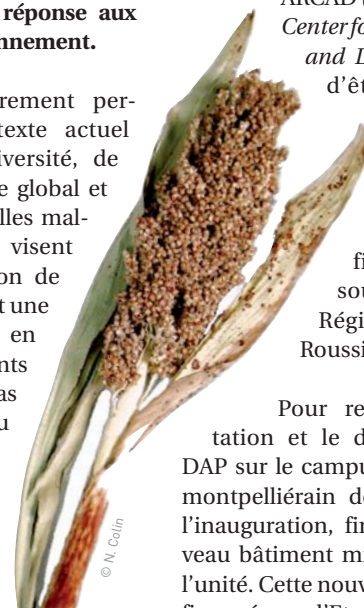 réponse aux
nnement.
rement per-
texte actuel
iversité, de
e global et
lles mal-
visent
on de
t une
en
nts
as
u
© N. Colin
ARCAD
Center fo
and L
d'êt
fi
sou
Régi
Roussi
Pour re
tation et le d
DAP sur le campu
montpelliérain de
l'inauguration, fin
veau bâtiment mi
l'unité. Cette nouv